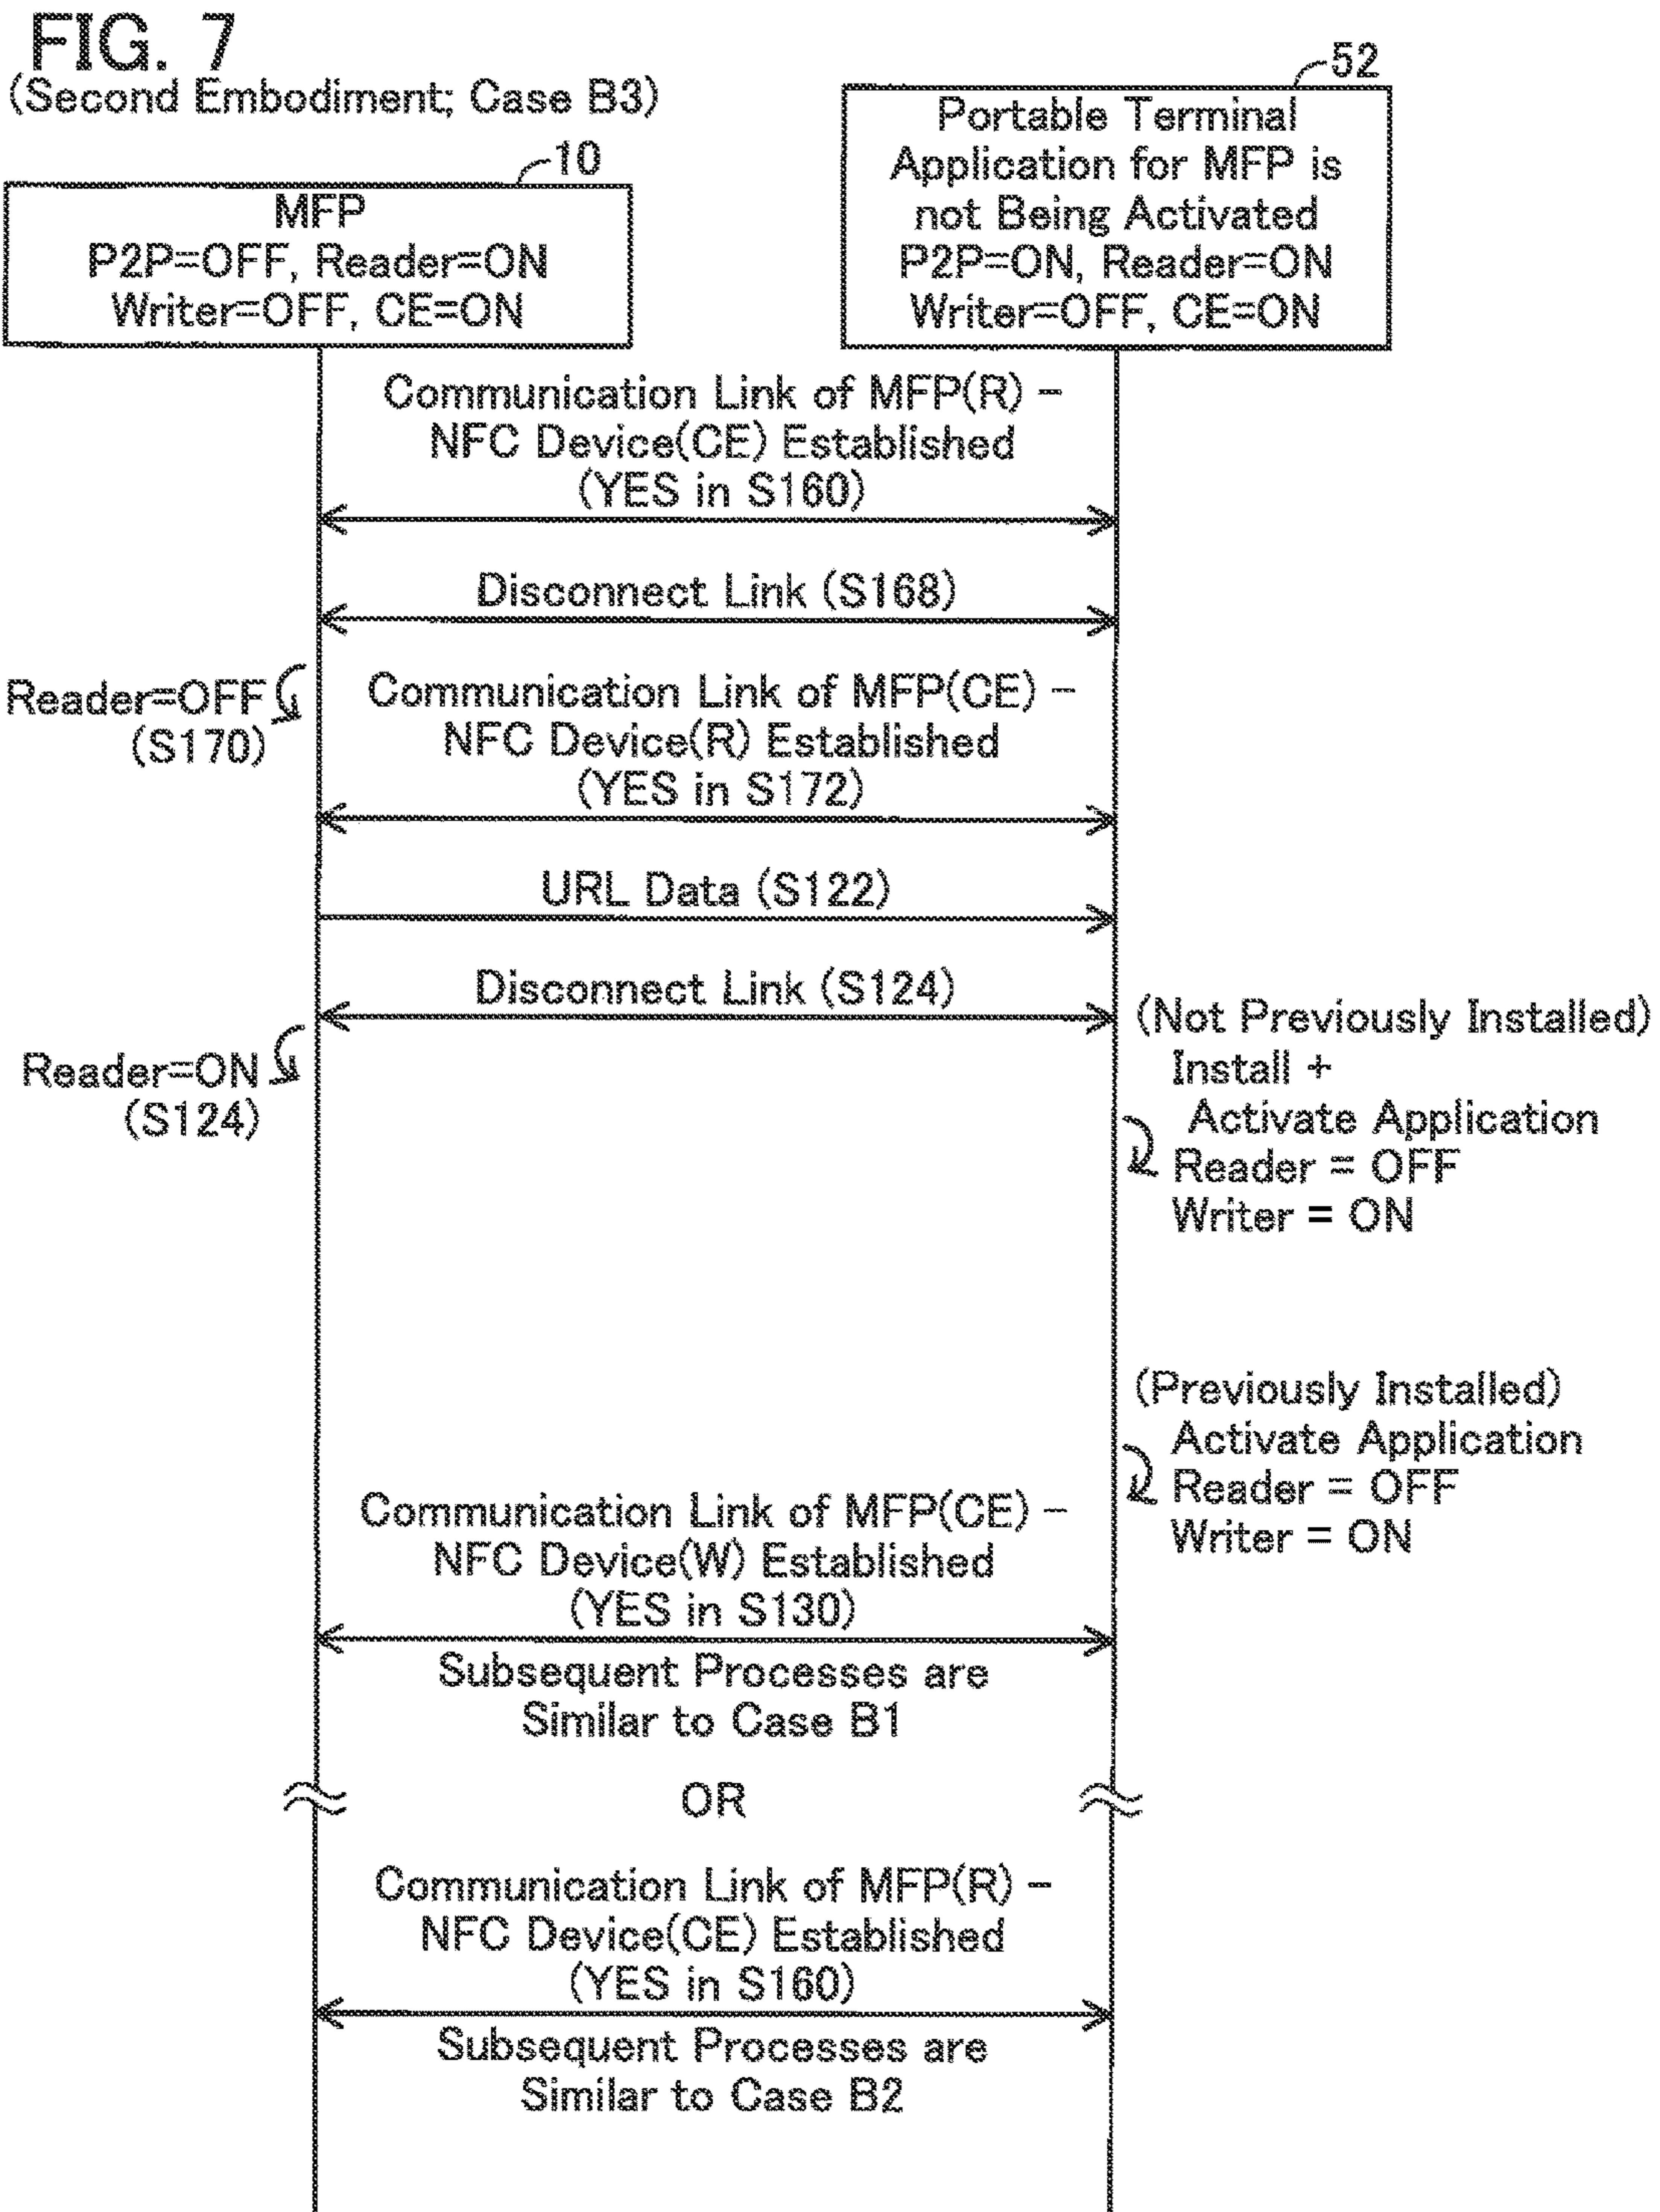 FIG. 7
(Second Embodiment; Case B3)
10
MFP
P2P=OFF, Reader=ON
Writer=OFF, CE=ON
52
Portable Terminal
Application for MFP is
not Being Activated
P2P=ON, Reader=ON
Writer=OFF, CE=ON
Communication Link of MFP(R) -
NFC Device(CE) Established
(YES in S160)
Disconnect Link (S168)
Reader=OFF
(S170)
Communication Link of MFP(CE) -
NFC Device(R) Established
(YES in S172)
URL Data (S122)
Disconnect Link (S124)
Reader=ON
(S124)
(Not Previously Installed)
Install +
Activate Application
Reader = OFF
Writer = ON
(Previously Installed)
Activate Application
Reader = OFF
Writer = ON
Communication Link of MFP(CE) -
NFC Device(W) Established
(YES in S130)
Subsequent Processes are
Similar to Case B1
OR
Communication Link of MFP(R) -
NFC Device(CE) Established
(YES in S160)
Subsequent Processes are
Similar to Case B2